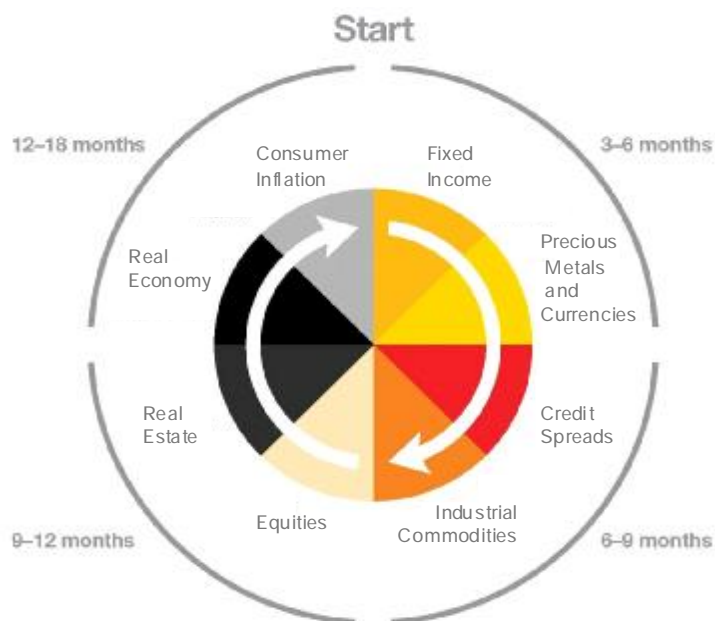 Start
12–18 months
3–6 months
Consumer
Inflation
Fixed
Income
Real
Economy
Precious
Metals
and
Currencies
Real
Estate
Credit
Spreads
Equities
Industrial
Commodities
9–12 months
6–9 months